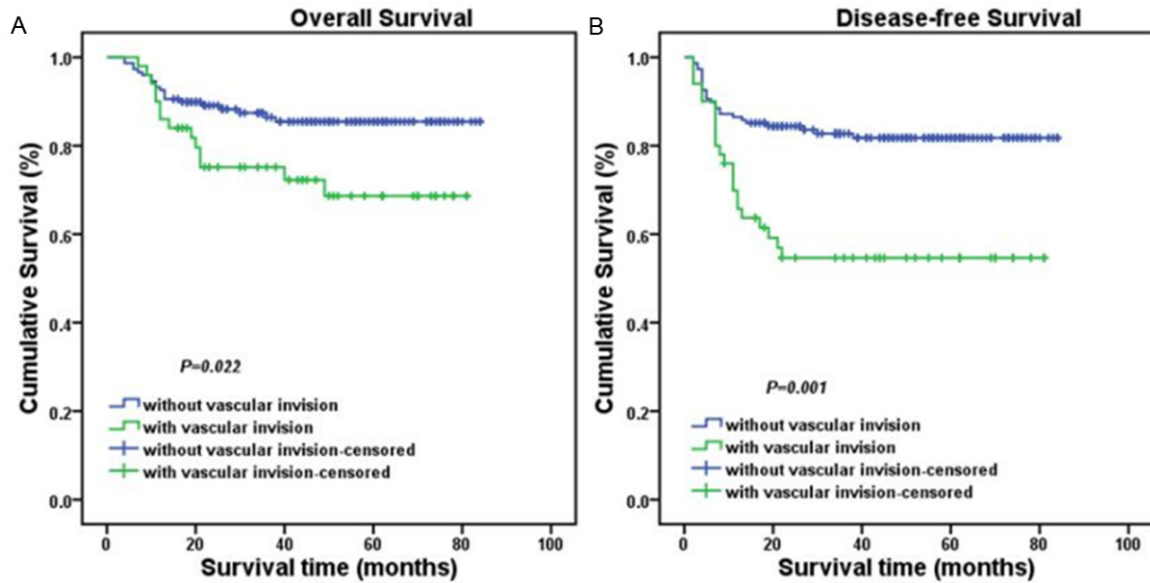 A
Overall Survival
Cumulative Survival (%)
1.0
0.8
0.6
0.4
0.2
0.0
P=0.022
without vascular invision
with vascular invision
without vascular invision-censored
with vascular invision-censored
0 20 40 60 80 100
Survival time (months)
B
Disease-free Survival
Cumulative Survival (%)
1.0
0.8
0.6
0.4
0.2
0.0
P=0.001
without vascular invision
with vascular invision
without vascular invision-censored
with vascular invision-censored
0 20 40 60 80 100
Survival time (months)